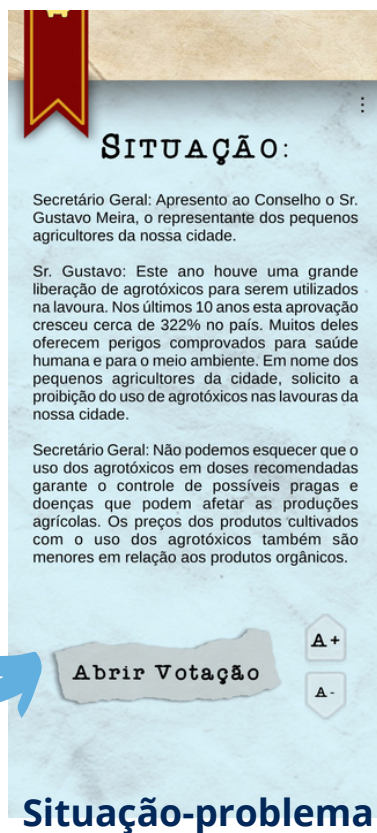 SITUAÇÃO:
Secretário Geral: Apresento ao Conselho o Sr.
Gustavo Meira, o representante dos pequenos
agricultores da nossa cidade.
Sr. Gustavo: Este ano houve uma grande
liberação de agrotóxicos para serem utilizados
na lavoura. Nos últimos 10 anos esta aprovação
cresceu cerca de 322% no país. Muitos deles
oferecem perigos comprovados para saúde
humana e para o meio ambiente. Em nome dos
pequenos agricultores da cidade, solicito a
proibição do uso de agrotóxicos nas lavouras da
nossa cidade.
Secretário Geral: Não podemos esquecer que o
uso dos agrotóxicos em doses recomendadas
garante o controle de possíveis pragas e
doenças que podem afetar as produções
agrícolas. Os preços dos produtos cultivados
com o uso dos agrotóxicos também são
menores em relação aos produtos orgânicos.
A+
Abrir Votação
A-
Situação-problema